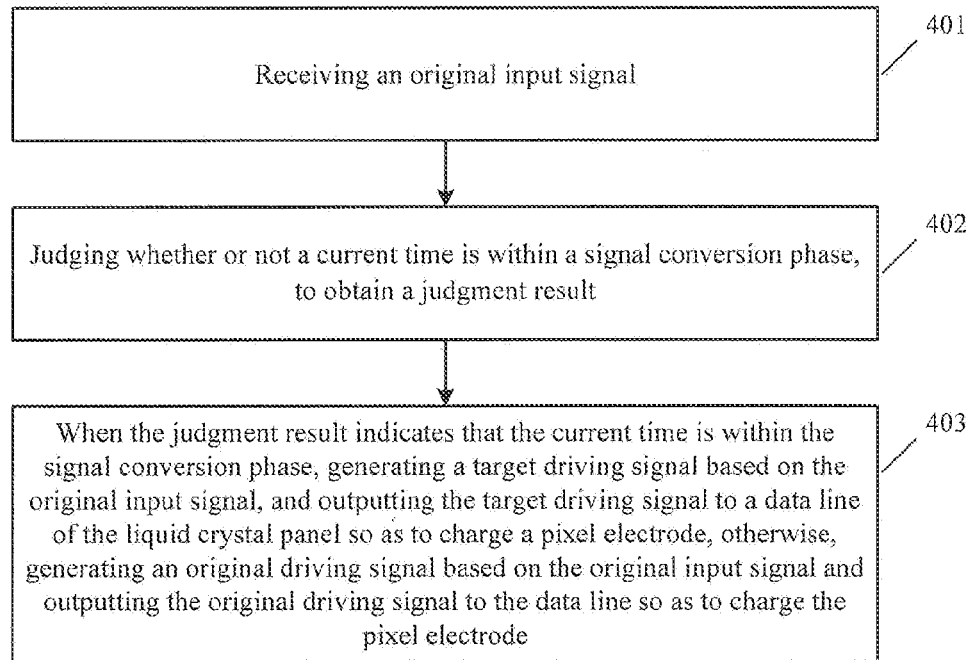 401
Receiving an original input signal
402
Judging whether or not a current time is within a signal conversion phase,
to obtain a judgment result
403
When the judgment result indicates that the current time is within the
signal conversion phase, generating a target driving signal based on the
original input signal, and outputting the target driving signal to a data line
of the liquid crystal panel so as to charge a pixel electrode, otherwise,
generating an original driving signal based on the original input signal and
outputting the original driving signal to the data line so as to charge the
pixel electrode